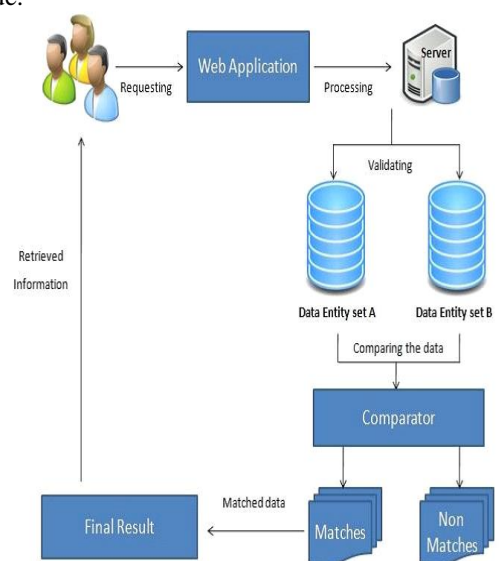 ne.
Server
Web Application
Requesting
Processing
Validating
Retrieved
Information
Data Entity set A
Data Entity set B
Comparing the data
Comparator
Matched data
Final Result
Matches
Non
Matches